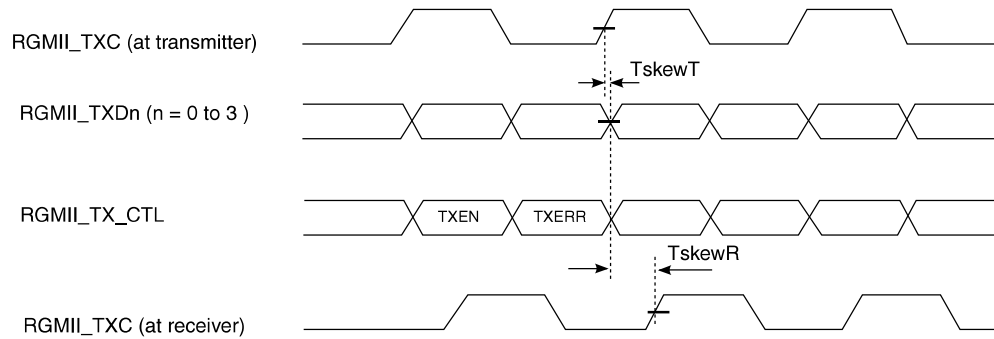 RGMII_TXC (at transmitter)
TskewT
RGMII_TXDn (n = 0 to 3 )
RGMII_TX_CTL
TXEN
TXERR
TskewR
RGMII_TXC (at receiver)